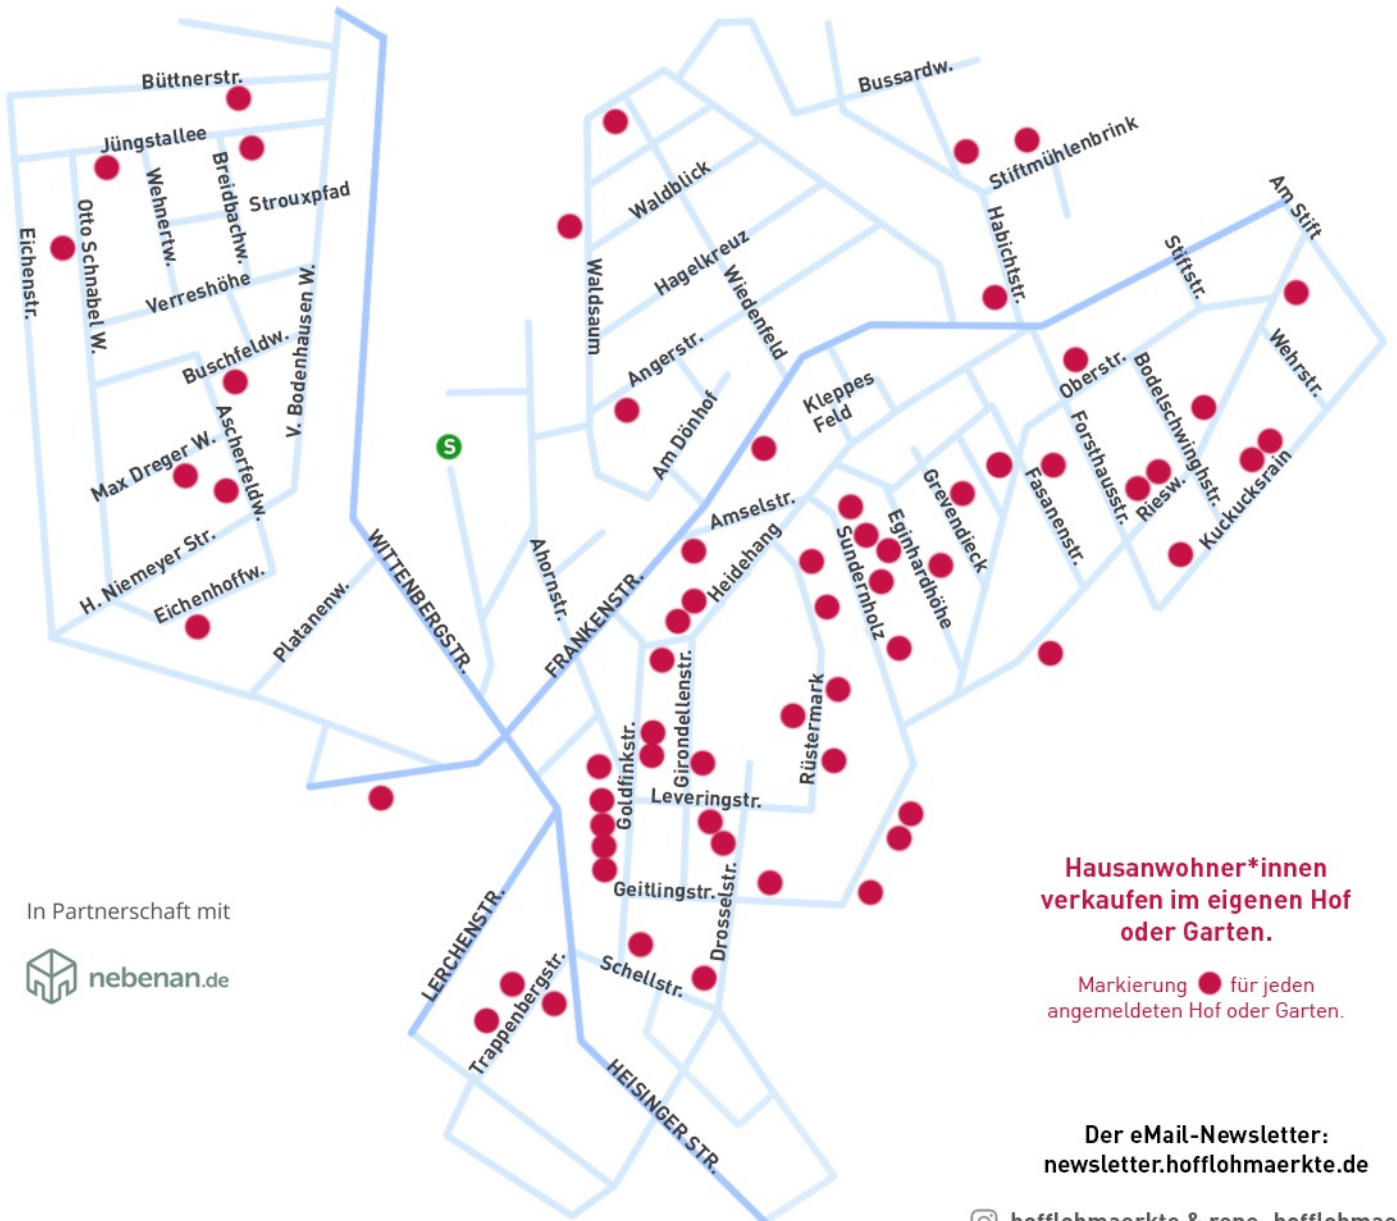 Büttnerstr.
Jüngstallee
Breidbachw.
Wehnertw.
Strouxpfad
Eichenstr.
Otto Schnabel W.
Verreshöhe
V. Bodenhausen W.
Buschfeldw.
Ascherfeldw.
Max Dreger W.
H. Niemeyer Str.
Eichenhoffw.
Platanenw.
S
WITTENBERGSTR.
Ahornstr.
FRANKENSTR.
Waldsaum
Waldblick
Hagelkreuz
Wiedenfeld
Angerstr.
Am Dönhof
Kleppes
Feld
Bussardw.
Stiftmühlenbrink
Habichtstr.
Am Stift
Stiftstr.
Wehrstr.
Oberstr.
Bodelschwinghstr.
Forsthausstr.
Riesw.
Kuckucksrain
Fasanenstr.
Grevendieck
Eginhardhöhe
Sundernholz
Amselstr.
Heidehang
Rüstermark
Girondellenstr.
Goldfinkstr.
Leveringstr.
Geitlingstr.
Drosselstr.
Schellstr.
LERCHENSTR.
Trappenbergstr.
HEISINGER STR.
In Partnerschaft mit
nebenan.de
Hausanwohner*innen
verkaufen im eigenen Hof
oder Garten.
Markierung für jeden
angemeldeten Hof oder Garten.
Der eMail-Newsletter:
newsletter.hofflohmaerkte.de
hofflohmaerkte & rene_hofflohmae